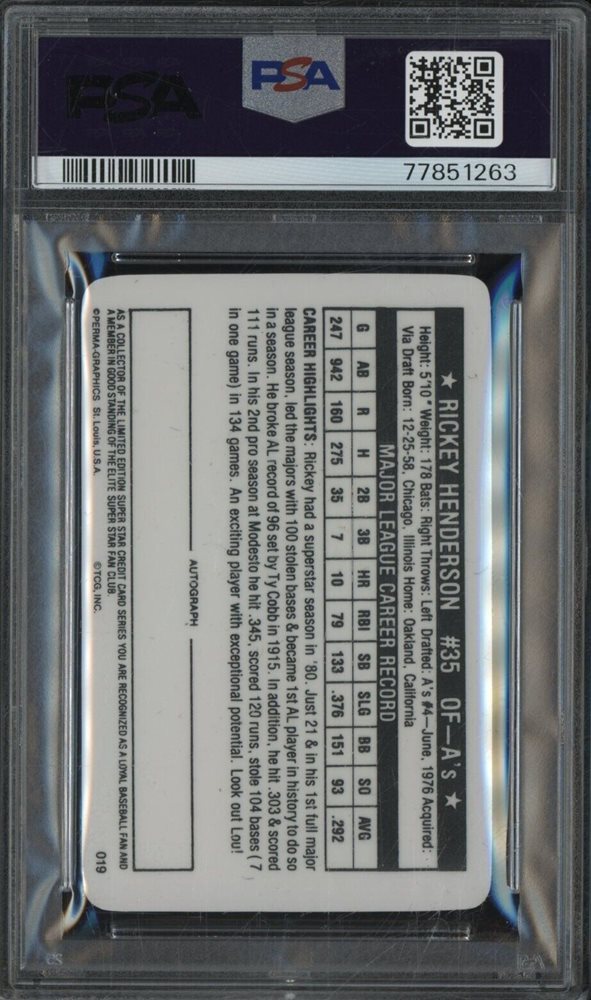 PSA
PSA
77851263
★ RICKEY HENDERSON #35 OF—A's ★
Height: 5'10" Weight: 178 Bats: Right Throws: Left Drafted: A's #4—June, 1976 Acquired:
Via Draft Born: 12-25-58, Chicago, Illinois Home: Oakland, California
MAJOR LEAGUE CAREER RECORD
G AB R H 2B 3B HR RBI SB SLG BB SO AVG
247 942 160 275 35 7 10 79 133 .376 151 93 .292
CAREER HIGHLIGHTS: Rickey had a superstar season in '80. Just 21 & in his 1st full major
league season, led the majors with 100 stolen bases & became 1st AL player in history to do so
in a season. He broke AL record of 96 set by Ty Cobb in 1915. In addition, he hit .303 & scored
111 runs. In his 2nd pro season at Modesto he hit .345, scored 120 runs, stole 104 bases (7
in one game) in 134 games. An exciting player with exceptional potential. Look out Lou!
AUTOGRAPH
AS A COLLECTOR OF THE LIMITED EDITION SUPER STAR CREDIT CARD SERIES YOU ARE RECOGNIZED AS A LOYAL BASEBALL FAN AND
A MEMBER IN GOOD STANDING OF THE ELITE SUPER STAR FAN CLUB.
©PERMA-GRAPHICS St. Louis, U.S.A. ©TCG, INC. 019